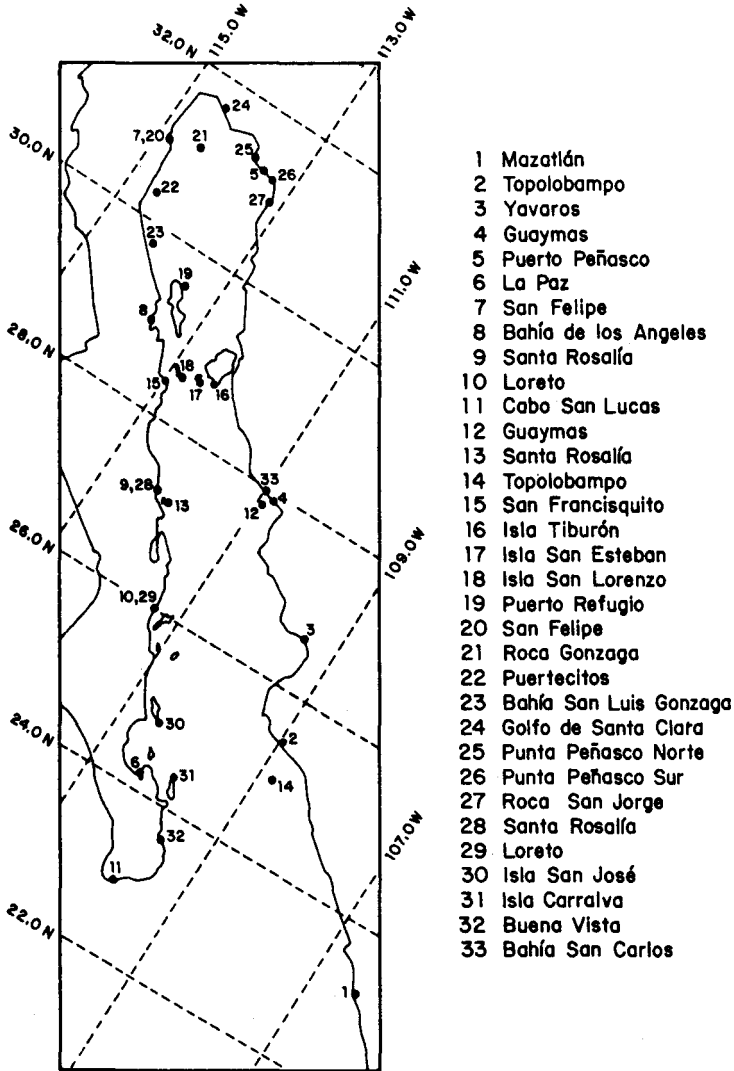 32.0 N
115.0 W
113.0 W
24
7,20
21
30.0 N
25
5
26
22
27
23
19
111.0 W
8
28.0 N
18
15
17
16
9,28
33
13
12
4
26.0 N
109.0 W
10,29
3
30
24.0 N
2
6
31
14
32
107.0 W
11
22.0 N
1
1 Mazatlán
2 Topolobampo
3 Yavaros
4 Guaymas
5 Puerto Peñasco
6 La Paz
7 San Felipe
8 Bahía de los Angeles
9 Santa Rosalía
10 Loreto
11 Cabo San Lucas
12 Guaymas
13 Santa Rosalía
14 Topolobampo
15 San Francisquito
16 Isla Tiburón
17 Isla San Esteban
18 Isla San Lorenzo
19 Puerto Refugio
20 San Felipe
21 Roca Gonzaga
22 Puertecitos
23 Bahía San Luis Gonzaga
24 Golfo de Santa Clara
25 Punta Peñasco Norte
26 Punta Peñasco Sur
27 Roca San Jorge
28 Santa Rosalía
29 Loreto
30 Isla San José
31 Isla Carralva
32 Buena Vista
33 Bahía San Carlos